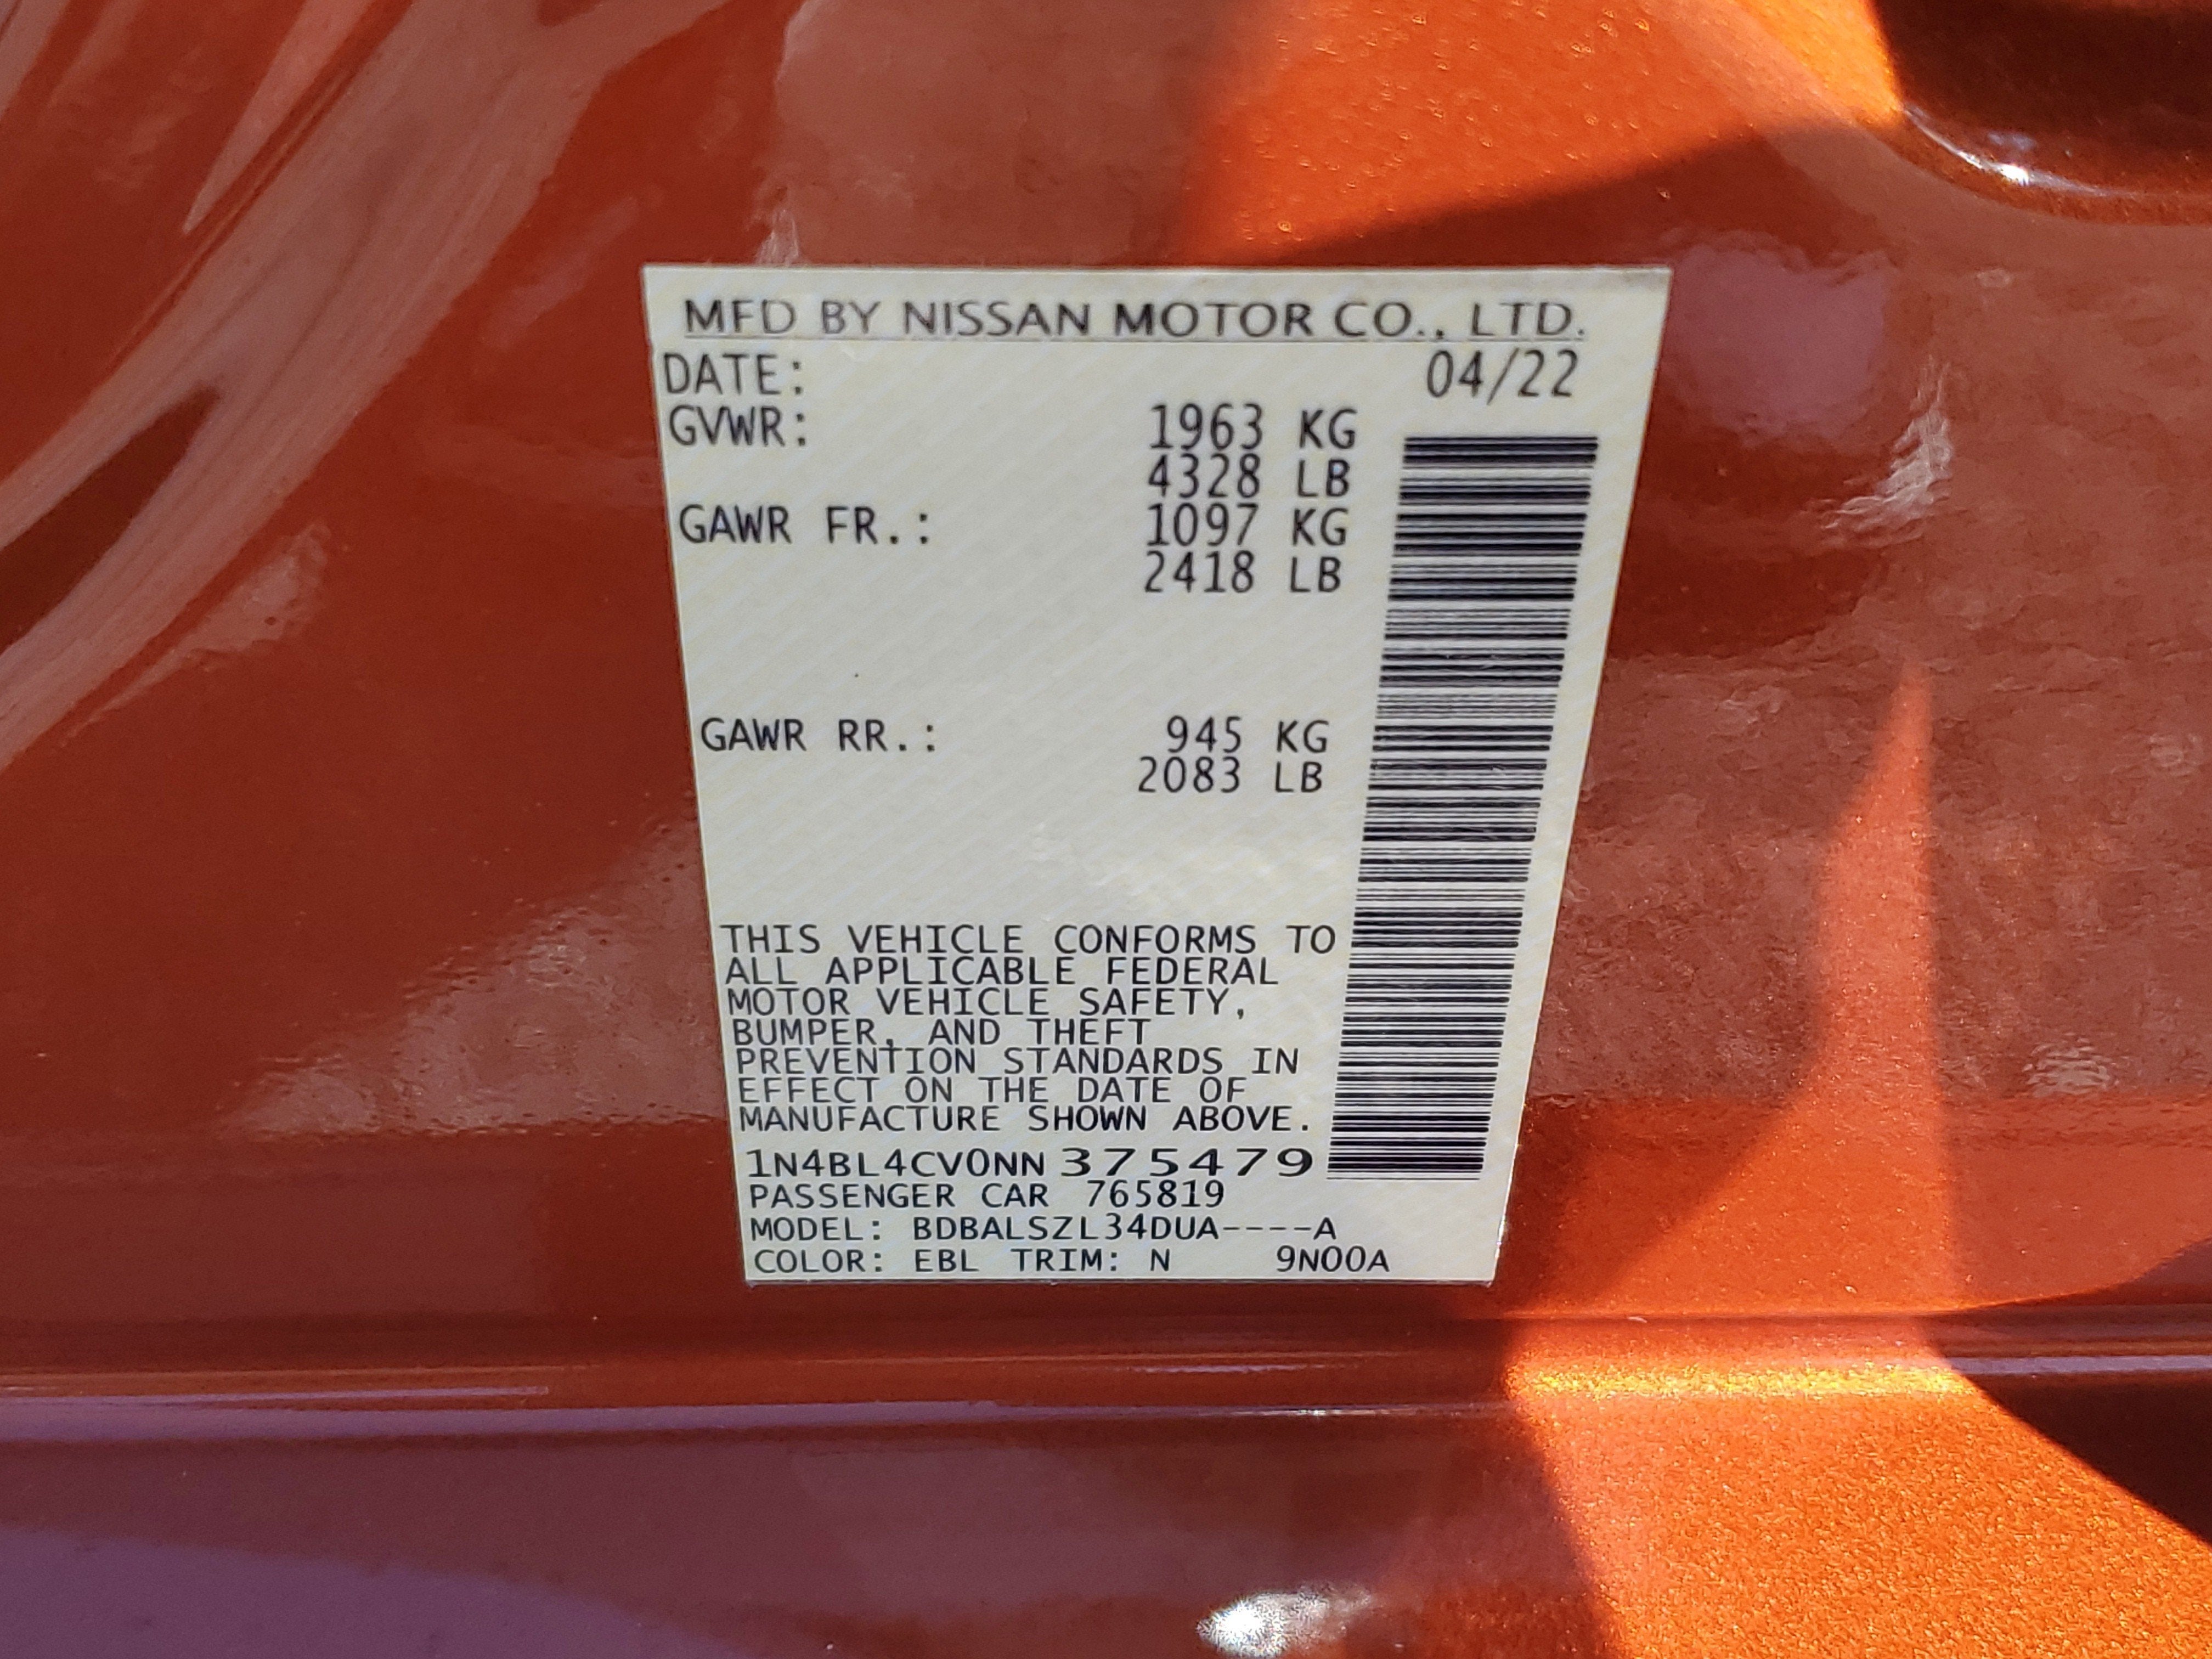 MFD BY NISSAN MOTOR CO., LTD.
DATE: 04/22
GVWR: 1963 KG
4328 LB
GAWR FR.: 1097 KG
2418 LB
GAWR RR.: 945 KG
2083 LB
THIS VEHICLE CONFORMS TO
ALL APPLICABLE FEDERAL
MOTOR VEHICLE SAFETY,
BUMPER, AND THEFT
PREVENTION STANDARDS IN
EFFECT ON THE DATE OF
MANUFACTURE SHOWN ABOVE.
1N4BL4CV0NN375479
PASSENGER CAR 765819
MODEL: BDBALSZL34DUA----A
COLOR: EBL TRIM: N 9N00A